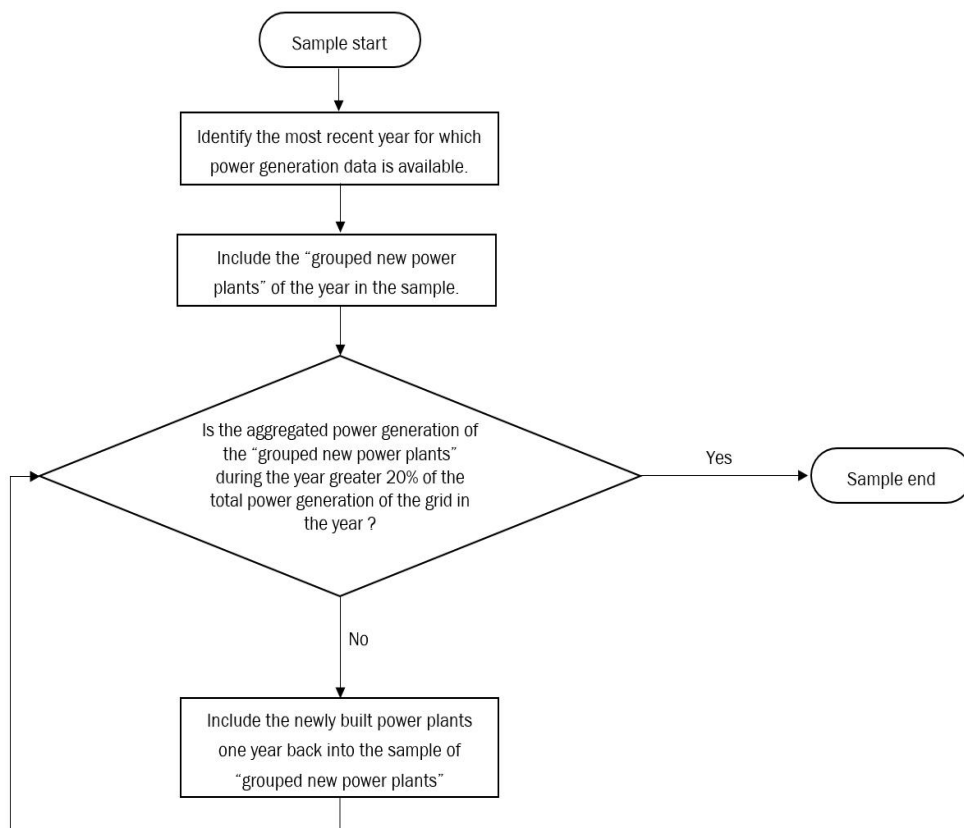 Sample start
Identify the most recent year for which
power generation data is available.
Include the “grouped new power
plants” of the year in the sample.
Is the aggregated power generation of
the “grouped new power plants”
during the year greater 20% of the
total power generation of the grid in
the year ?
Yes
Sample end
No
Include the newly built power plants
one year back into the sample of
“grouped new power plants”